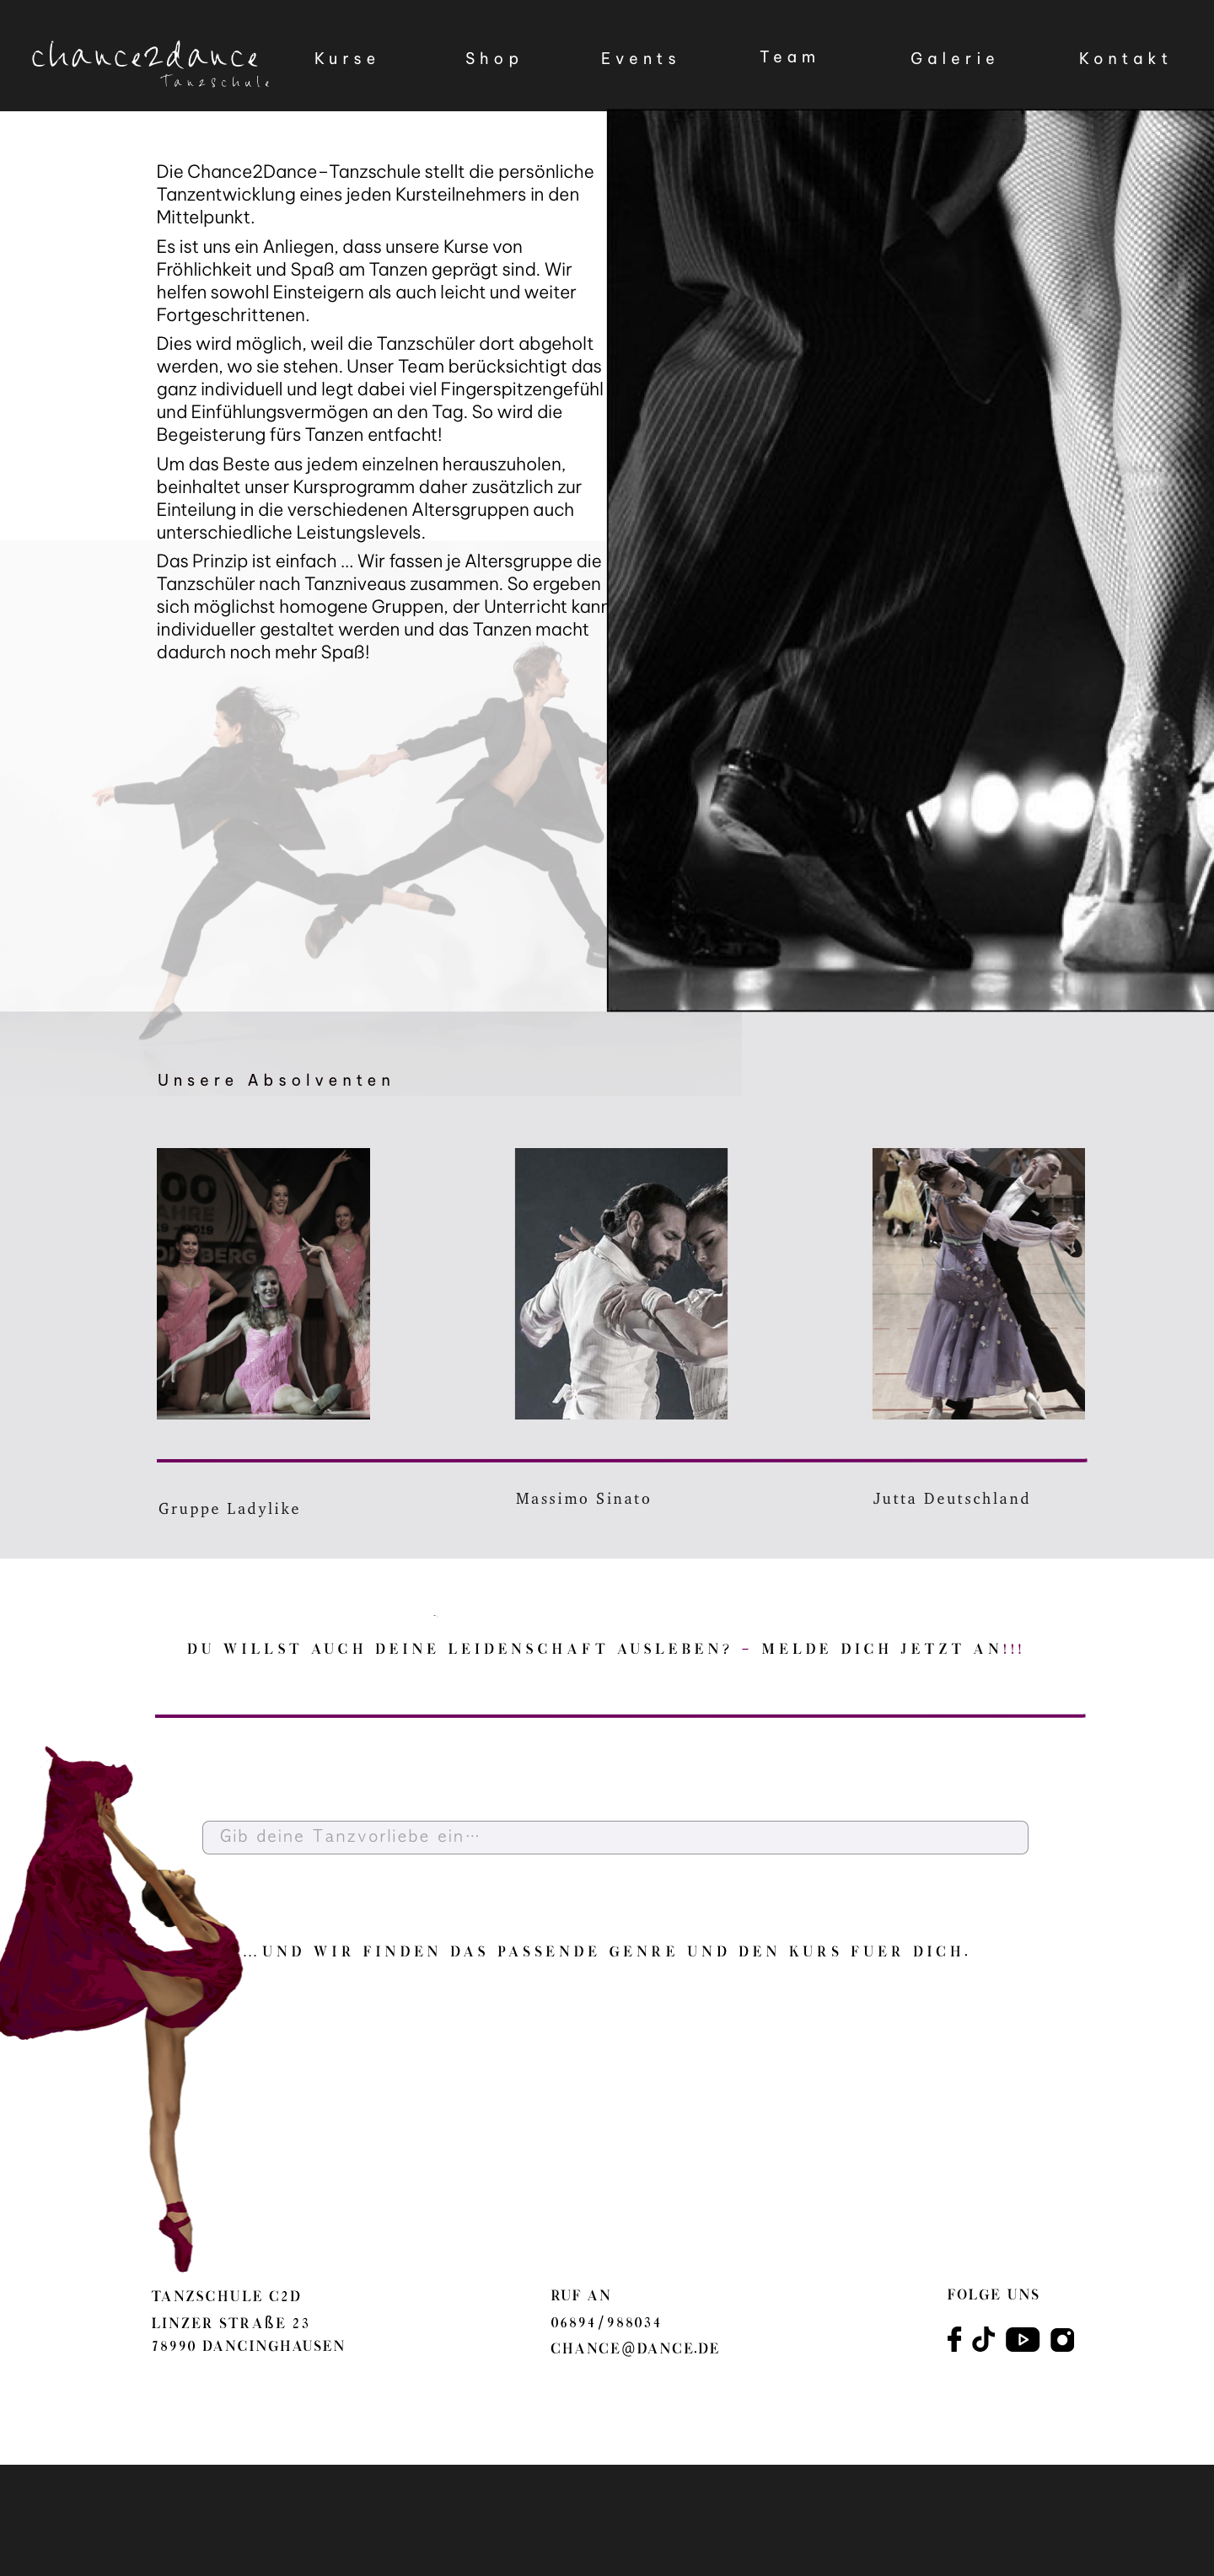 chance2dance
Tanzschule
Kurse Shop Events Team Galerie Kontakt
Die Chance2Dance–Tanzschule stellt die persönliche
Tanzentwicklung eines jeden Kursteilnehmers in den
Mittelpunkt.
Es ist uns ein Anliegen, dass unsere Kurse von
Fröhlichkeit und Spaß am Tanzen geprägt sind. Wir
helfen sowohl Einsteigern als auch leicht und weiter
Fortgeschrittenen.
Dies wird möglich, weil die Tanzschüler dort abgeholt
werden, wo sie stehen. Unser Team berücksichtigt das
ganz individuell und legt dabei viel Fingerspitzengefühl
und Einfühlungsvermögen an den Tag. So wird die
Begeisterung fürs Tanzen entfacht!
Um das Beste aus jedem einzelnen herauszuholen,
beinhaltet unser Kursprogramm daher zusätzlich zur
Einteilung in die verschiedenen Altersgruppen auch
unterschiedliche Leistungslevels.
Das Prinzip ist einfach ... Wir fassen je Altersgruppe die
Tanzschüler nach Tanzniveaus zusammen. So ergeben
sich möglichst homogene Gruppen, der Unterricht kann
individueller gestaltet werden und das Tanzen macht
dadurch noch mehr Spaß!
Unsere Absolventen
Gruppe Ladylike
Massimo Sinato
Jutta Deutschland
DU WILLST AUCH DEINE LEIDENSCHAFT AUSLEBEN? – MELDE DICH JETZT AN!!!
Gib deine Tanzvorliebe ein...
...UND WIR FINDEN DAS PASSENDE GENRE UND DEN KURS FUER DICH.
TANZSCHULE C2D
LINZER STRAßE 23
78990 DANCINGHAUSEN
RUF AN
06894/988034
CHANCE@DANCE.DE
FOLGE UNS